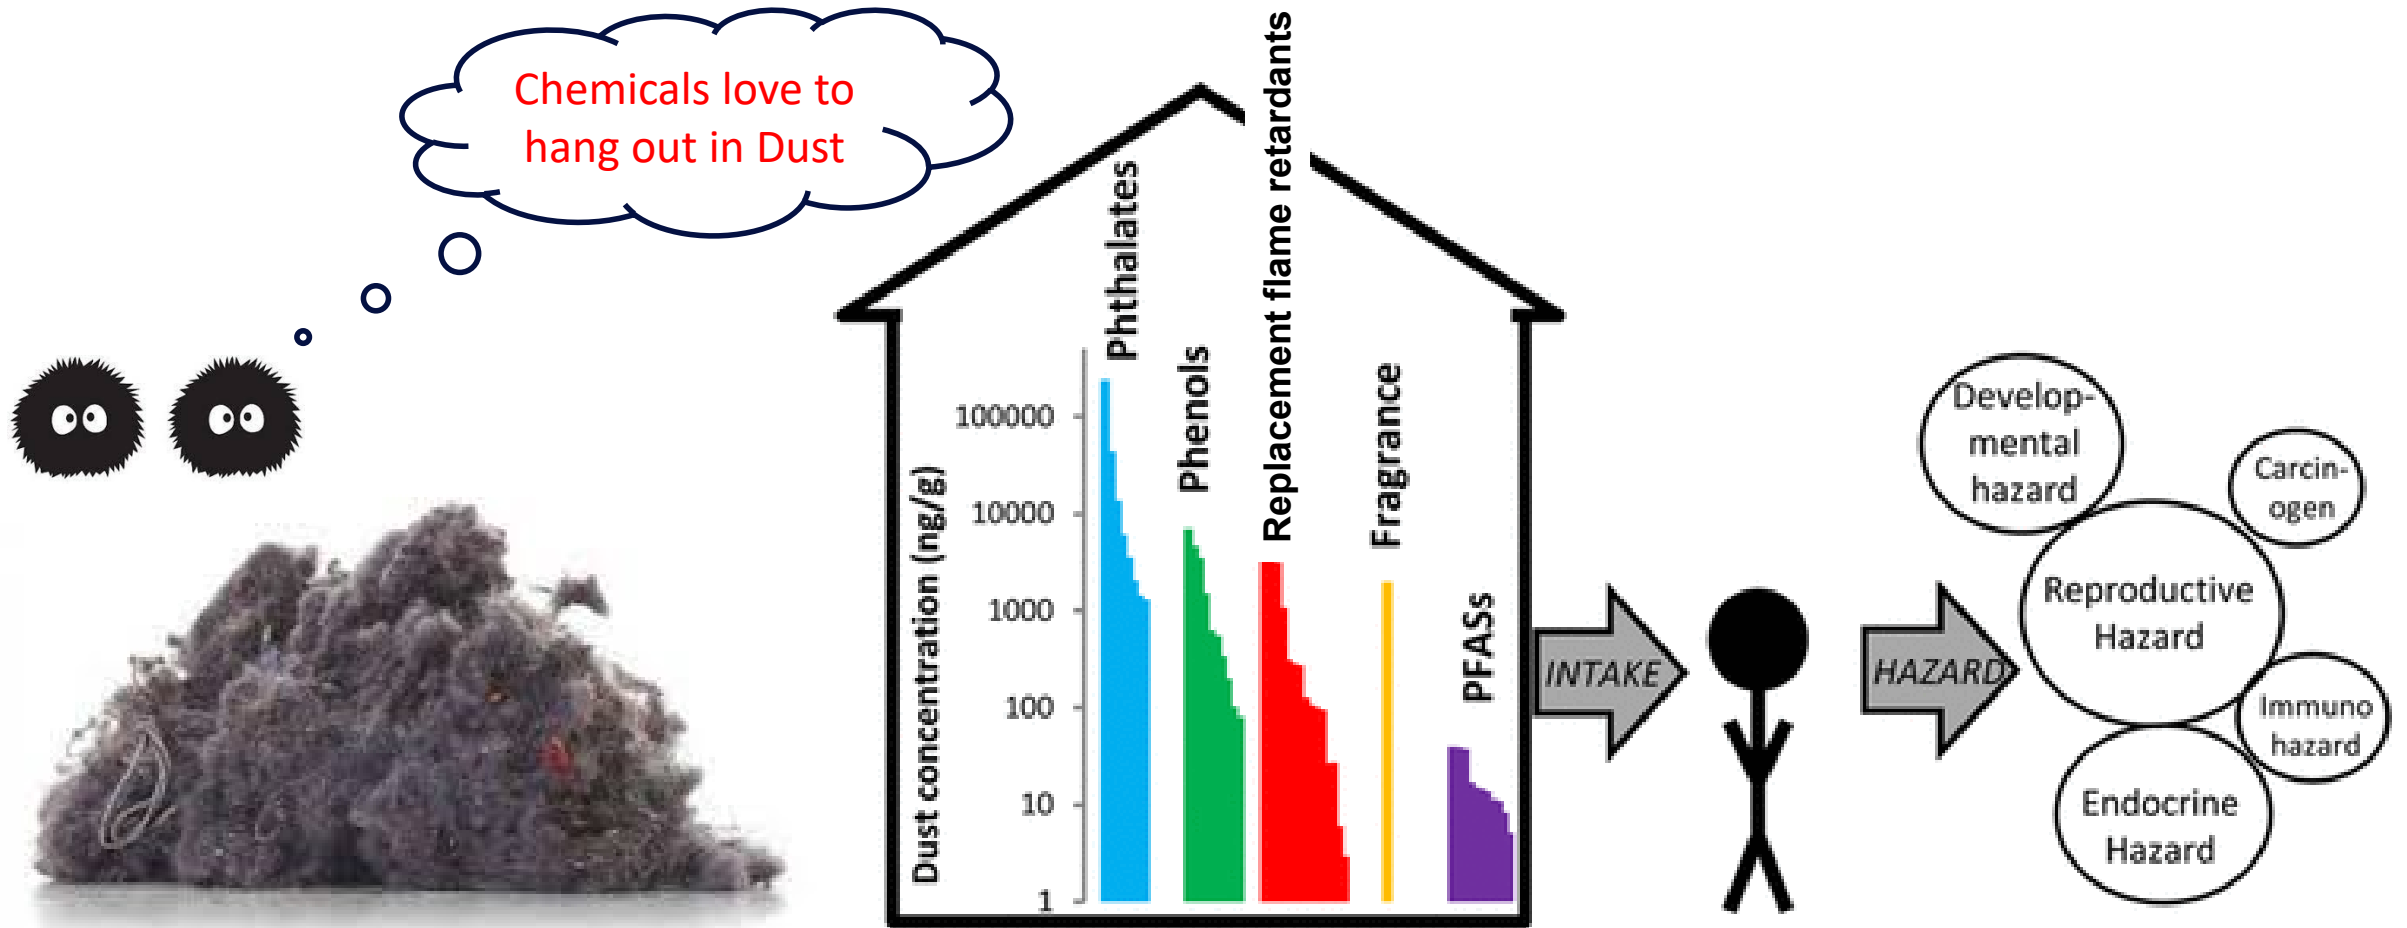 Chemicals love to
hang out in Dust
Phthalates
Phenols
Replacement flame retardants
Fragrance
PFASs
Dust concentration (ng/g)
100000
10000
1000
100
10
1
INTAKE
HAZARD
Develop-
mental
hazard
Carcin-
ogen
Reproductive
Hazard
Immuno
hazard
Endocrine
Hazard